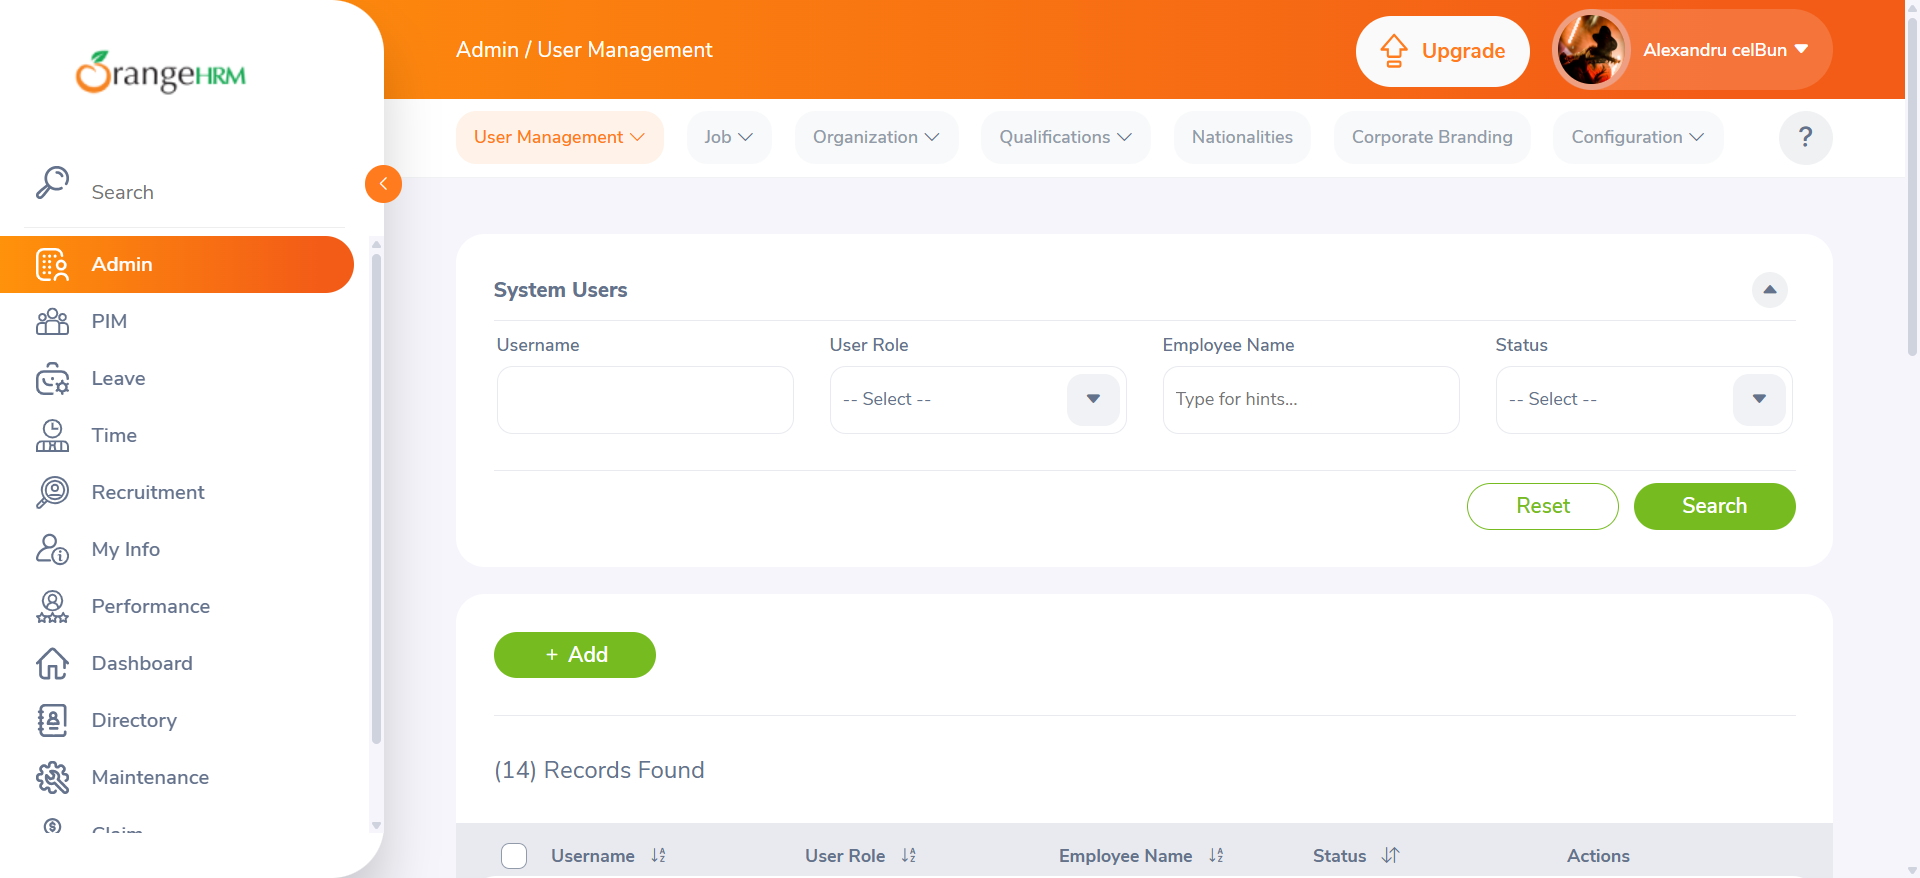 OrangeHRM
Admin / User Management
Upgrade
Alexandru celBun
User Management
Job
Organization
Qualifications
Nationalities
Corporate Branding
Configuration
?
Search
Admin
PIM
Leave
Time
Recruitment
My Info
Performance
Dashboard
Directory
Maintenance
Claim
System Users
Username
User Role
Employee Name
Status
-- Select --
Type for hints...
-- Select --
Reset
Search
+ Add
(14) Records Found
Username
User Role
Employee Name
Status
Actions